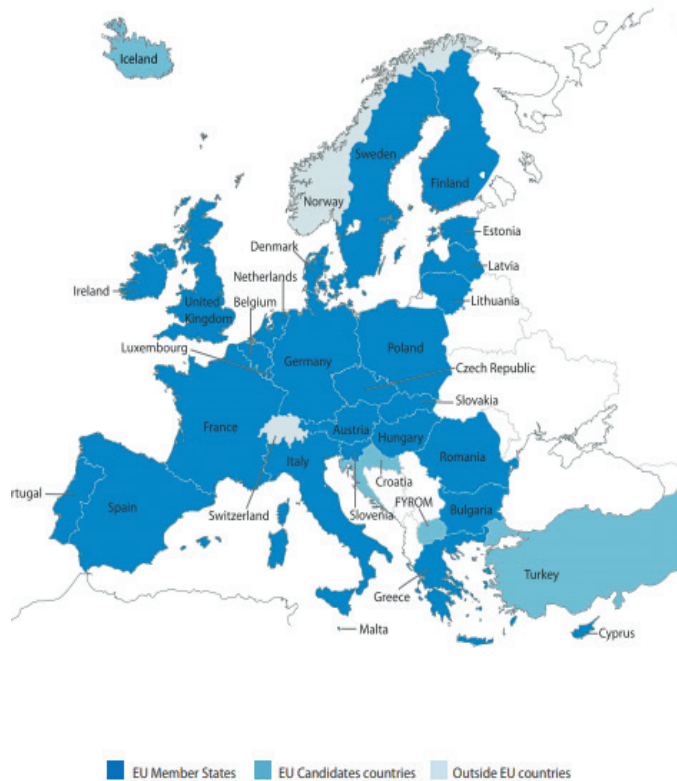 Iceland
Sweden
Finland
Norway
Estonia
Denmark
Latvia
Netherlands
Ireland
United
Kingdom
Belgium
Lithuania
Luxembourg
Germany
Poland
Czech Republic
Slovakia
France
Austria
Hungary
Italy
Romania
Croatia
FYROM
Portugal
Spain
Switzerland
Slovenia
Bulgaria
Turkey
Greece
Malta
Cyprus
EU Member States
EU Candidates countries
Outside EU countries